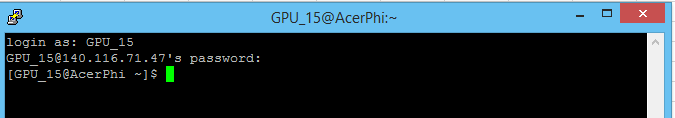 GPU_15@AcerPhi:~
login as: GPU_15
GPU_15@140.116.71.47's password:
[GPU_15@AcerPhi ~]$